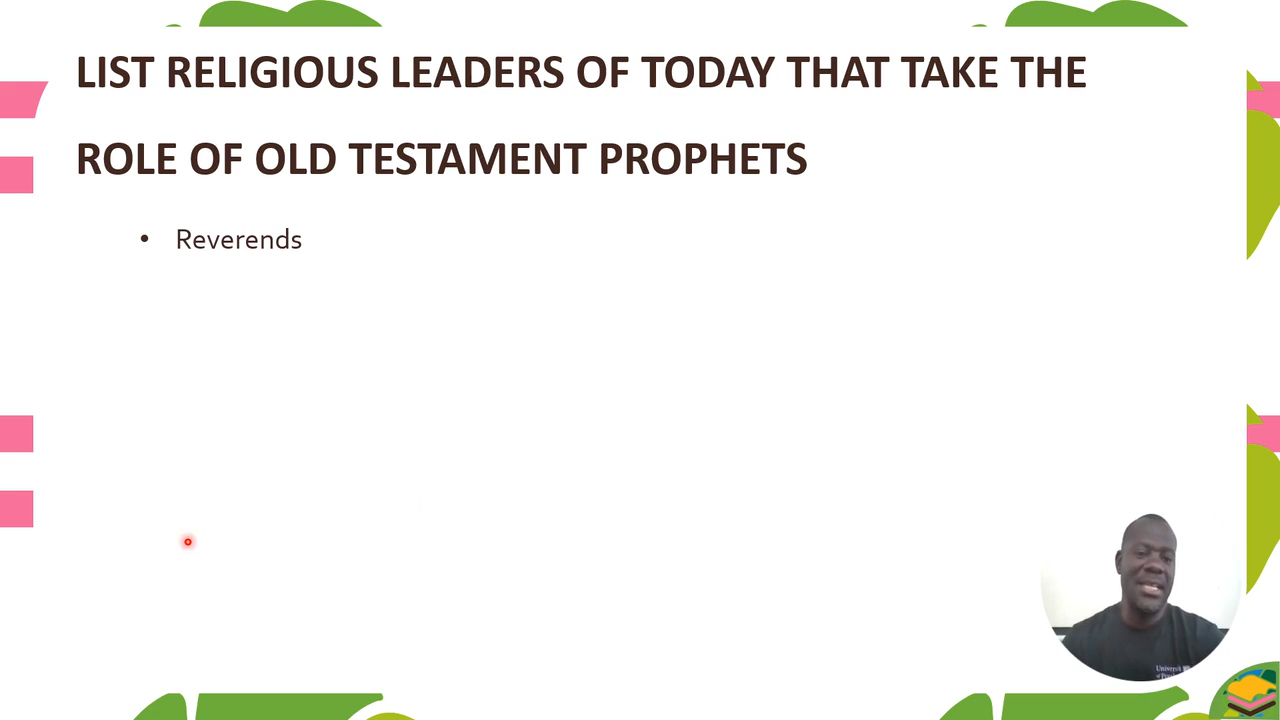 LIST RELIGIOUS LEADERS OF TODAY THAT TAKE THE
ROLE OF OLD TESTAMENT PROPHETS
• Reverends